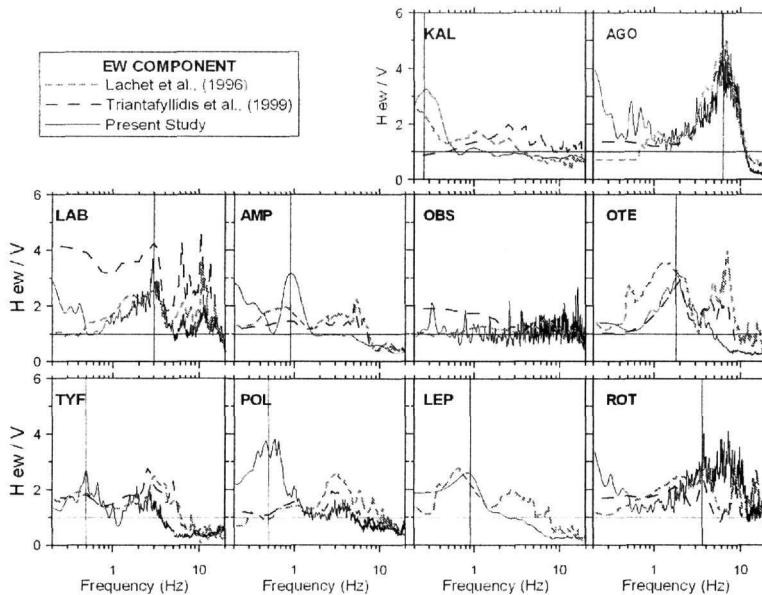 EW COMPONENT
Lachet et al., (1996)
Triantafyllidis et al., (1999)
Present Study
KAL
AGO
H ew / V
6
4
2
0
LAB
AMP
OBS
OTE
H ew / V
6
4
2
0
TYF
POL
LEP
ROT
H ew / V
6
4
2
0
1 10
1 10
1 10
1 10
Frequency (Hz)
Frequency (Hz)
Frequency (Hz)
Frequency (Hz)